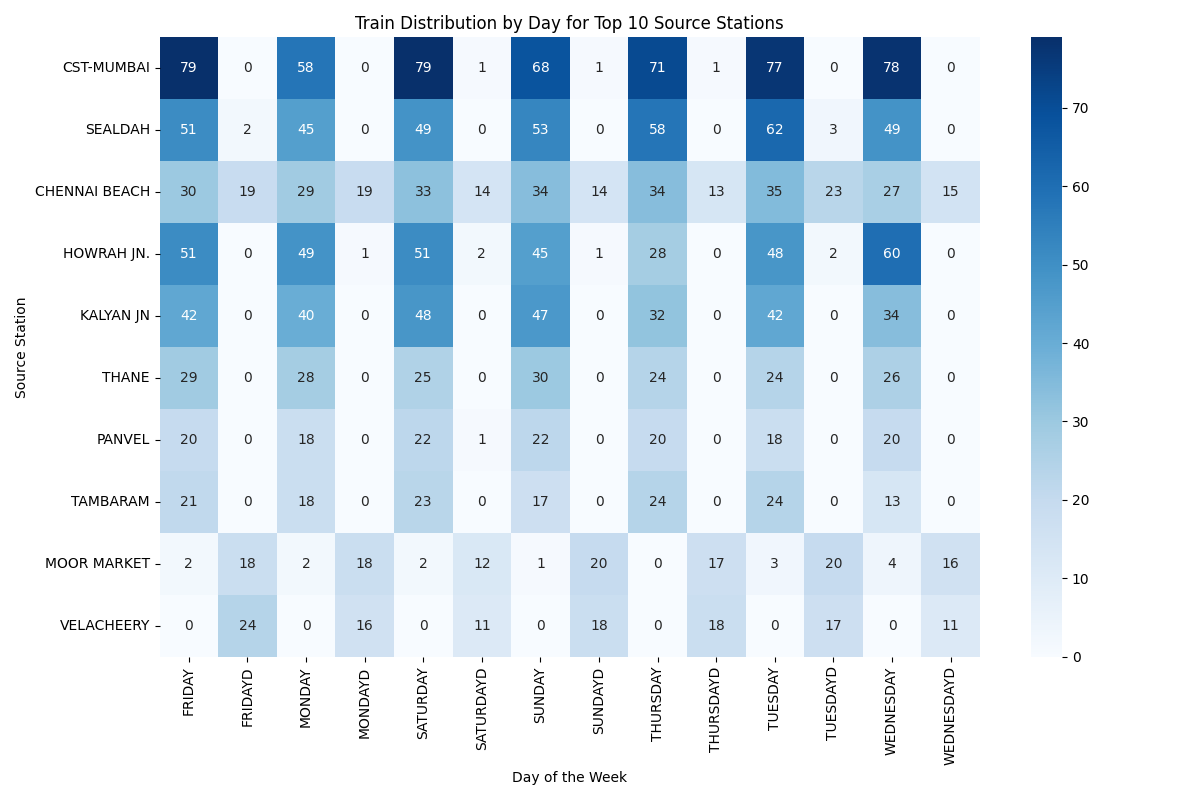 Train Distribution by Day for Top 10 Source Stations
Source Station
CST-MUMBAI 79 0 58 0 79 1 68 1 71 1 77 0 78 0
SEALDAH 51 2 45 0 49 0 53 0 58 0 62 3 49 0
CHENNAI BEACH 30 19 29 19 33 14 34 14 34 13 35 23 27 15
HOWRAH JN. 51 0 49 1 51 2 45 1 28 0 48 2 60 0
KALYAN JN 42 0 40 0 48 0 47 0 32 0 42 0 34 0
THANE 29 0 28 0 25 0 30 0 24 0 24 0 26 0
PANVEL 20 0 18 0 22 1 22 0 20 0 18 0 20 0
TAMBARAM 21 0 18 0 23 0 17 0 24 0 24 0 13 0
MOOR MARKET 2 18 2 18 2 12 1 20 0 17 3 20 4 16
VELACHEERY 0 24 0 16 0 11 0 18 0 18 0 17 0 11
FRIDAY FRIDAYD MONDAY MONDAYD SATURDAY SATURDAYD SUNDAY SUNDAYD THURSDAY THURSDAYD TUESDAY TUESDAYD WEDNESDAY WEDNESDAYD
Day of the Week
70
60
50
40
30
20
10
0